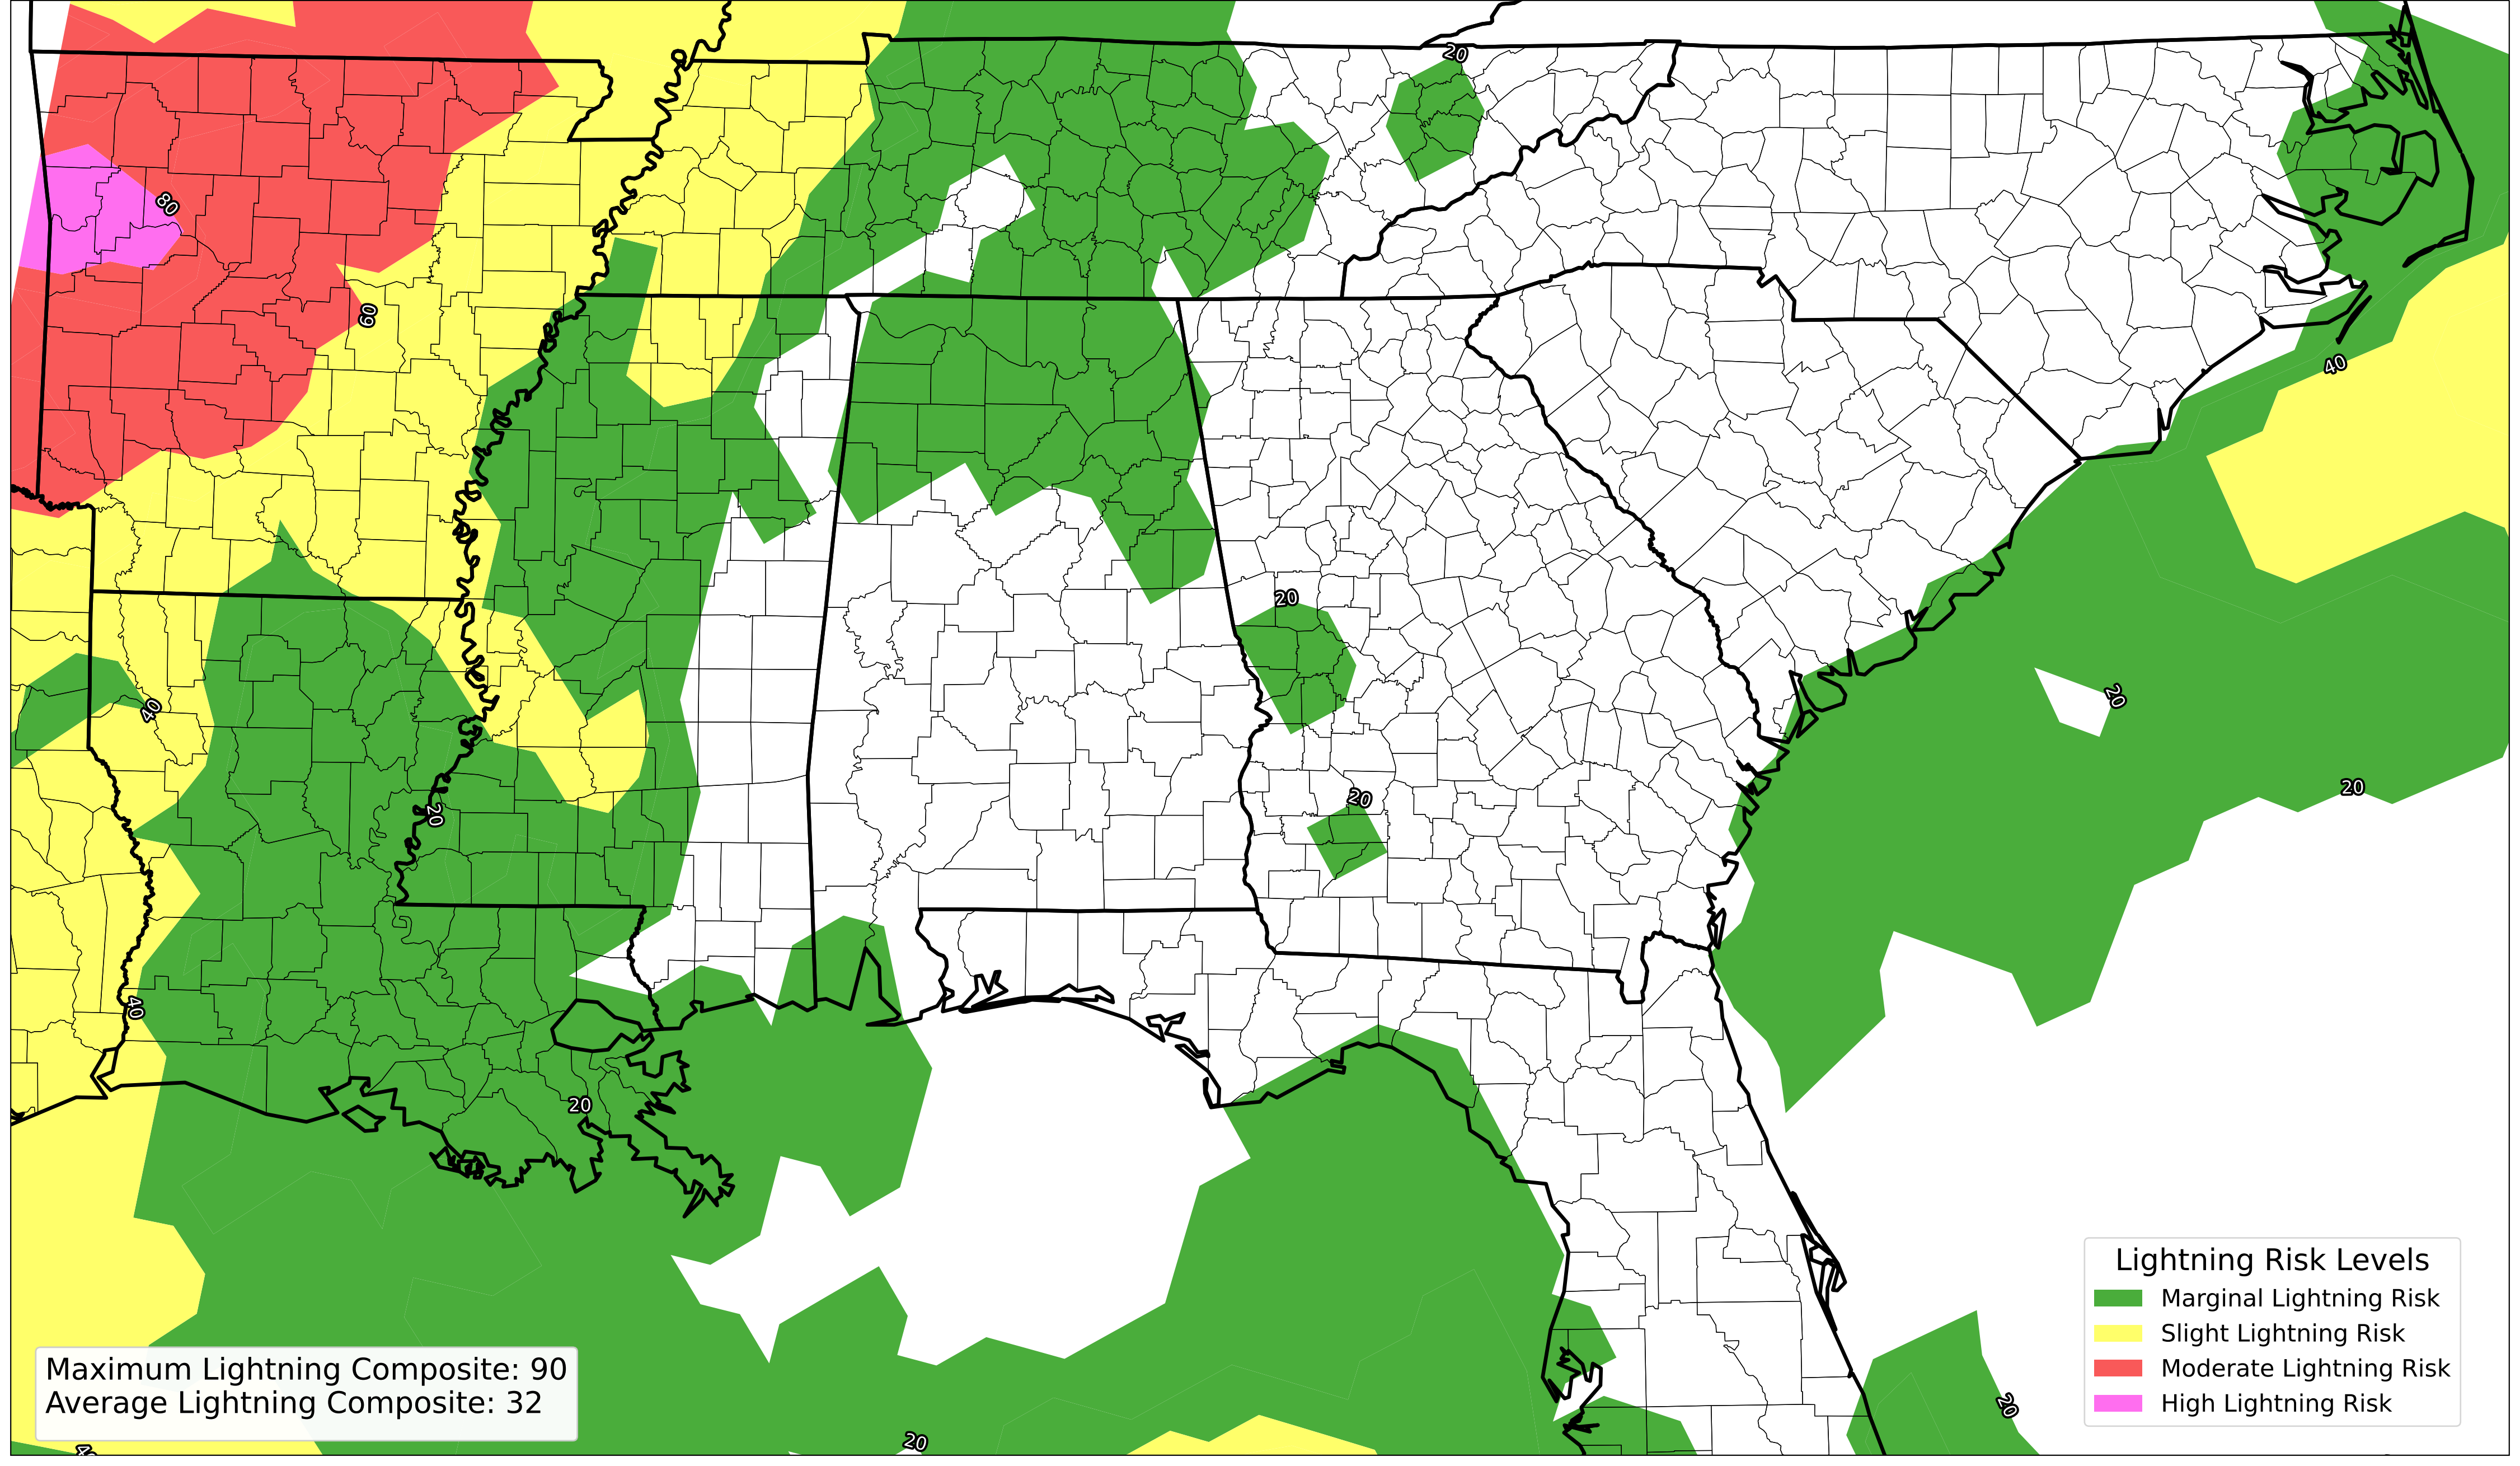 20
80
60
40
20
40
20
20
20
20
40
20
20
20
40
20
Lightning Risk Levels
Marginal Lightning Risk
Slight Lightning Risk
Moderate Lightning Risk
High Lightning Risk
Maximum Lightning Composite: 90
Average Lightning Composite: 32